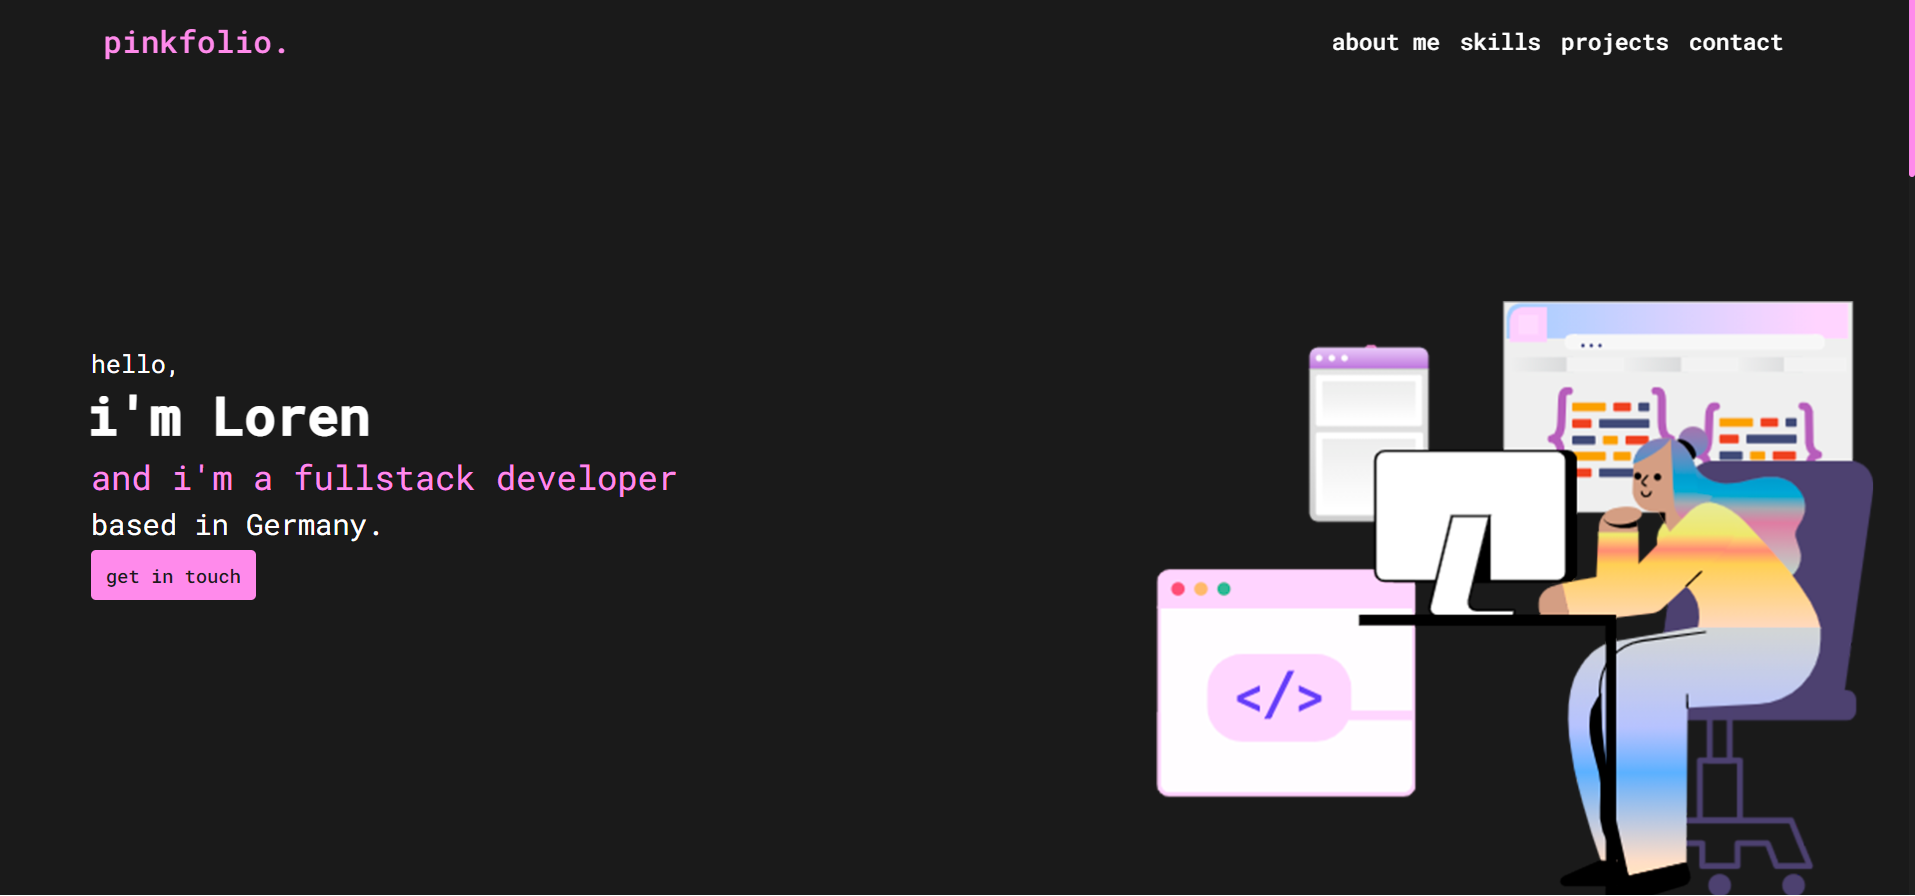 pinkfolio.
about me skills projects contact
hello,
i'm Loren
and i'm a fullstack developer
based in Germany.
get in touch
</>